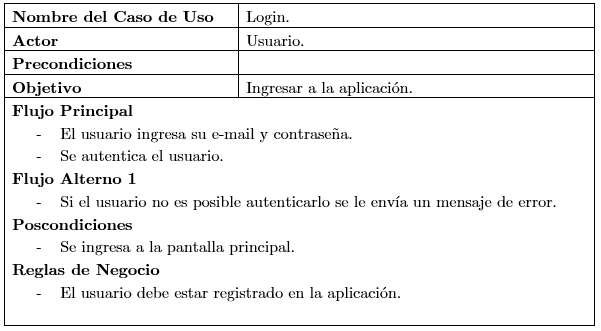 Nombre del Caso de Uso Login.
Actor Usuario.
Precondiciones
Objetivo Ingresar a la aplicación.
Flujo Principal
- El usuario ingresa su e-mail y contraseña.
- Se autentica el usuario.
Flujo Alterno 1
- Si el usuario no es posible autenticarlo se le envía un mensaje de error.
Poscondiciones
- Se ingresa a la pantalla principal.
Reglas de Negocio
- El usuario debe estar registrado en la aplicación.